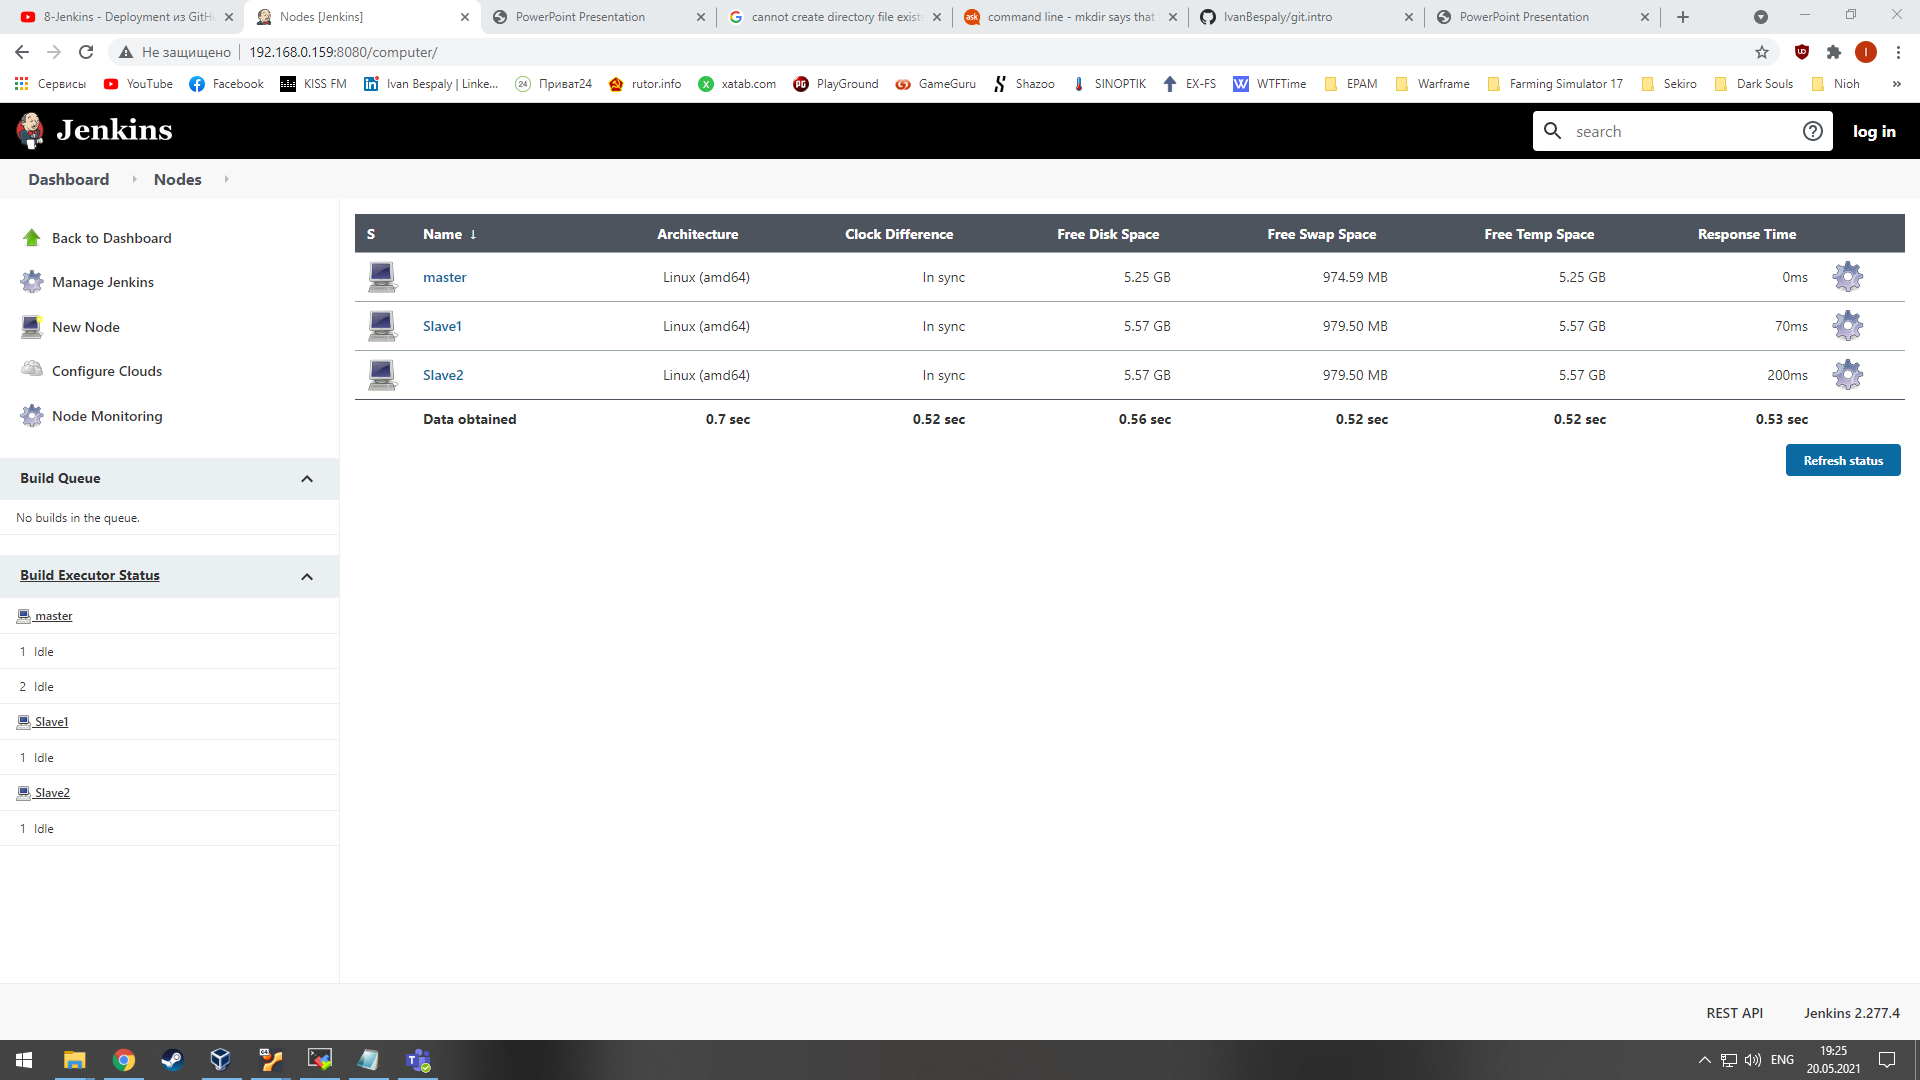 8-Jenkins - Deployment из GitH
Nodes [Jenkins]
PowerPoint Presentation
cannot create directory file exist
command line - mkdir says that
IvanBespaly/git.intro
PowerPoint Presentation
Не защищено
192.168.0.159:8080/computer/
I
Сервисы
YouTube
Facebook
KISS FM
Ivan Bespaly | Linke...
24
Приват24
rutor.info
xatab.com
PlayGround
GameGuru
Shazoo
SINOPTIK
EX-FS
WTFTime
EPAM
Warframe
Farming Simulator 17
Sekiro
Dark Souls
Nioh
»
Jenkins
search
log in
Dashboard
Nodes
Back to Dashboard
Manage Jenkins
New Node
Configure Clouds
Node Monitoring
Build Queue
No builds in the queue.
Build Executor Status
master
1 Idle
2 Idle
Slave1
1 Idle
Slave2
1 Idle
S Name ↓ Architecture Clock Difference Free Disk Space Free Swap Space Free Temp Space Response Time
master Linux (amd64) In sync 5.25 GB 974.59 MB 5.25 GB 0ms
Slave1 Linux (amd64) In sync 5.57 GB 979.50 MB 5.57 GB 70ms
Slave2 Linux (amd64) In sync 5.57 GB 979.50 MB 5.57 GB 200ms
Data obtained 0.7 sec 0.52 sec 0.56 sec 0.52 sec 0.52 sec 0.53 sec
Refresh status
REST API
Jenkins 2.277.4
ENG
19:25
20.05.2021